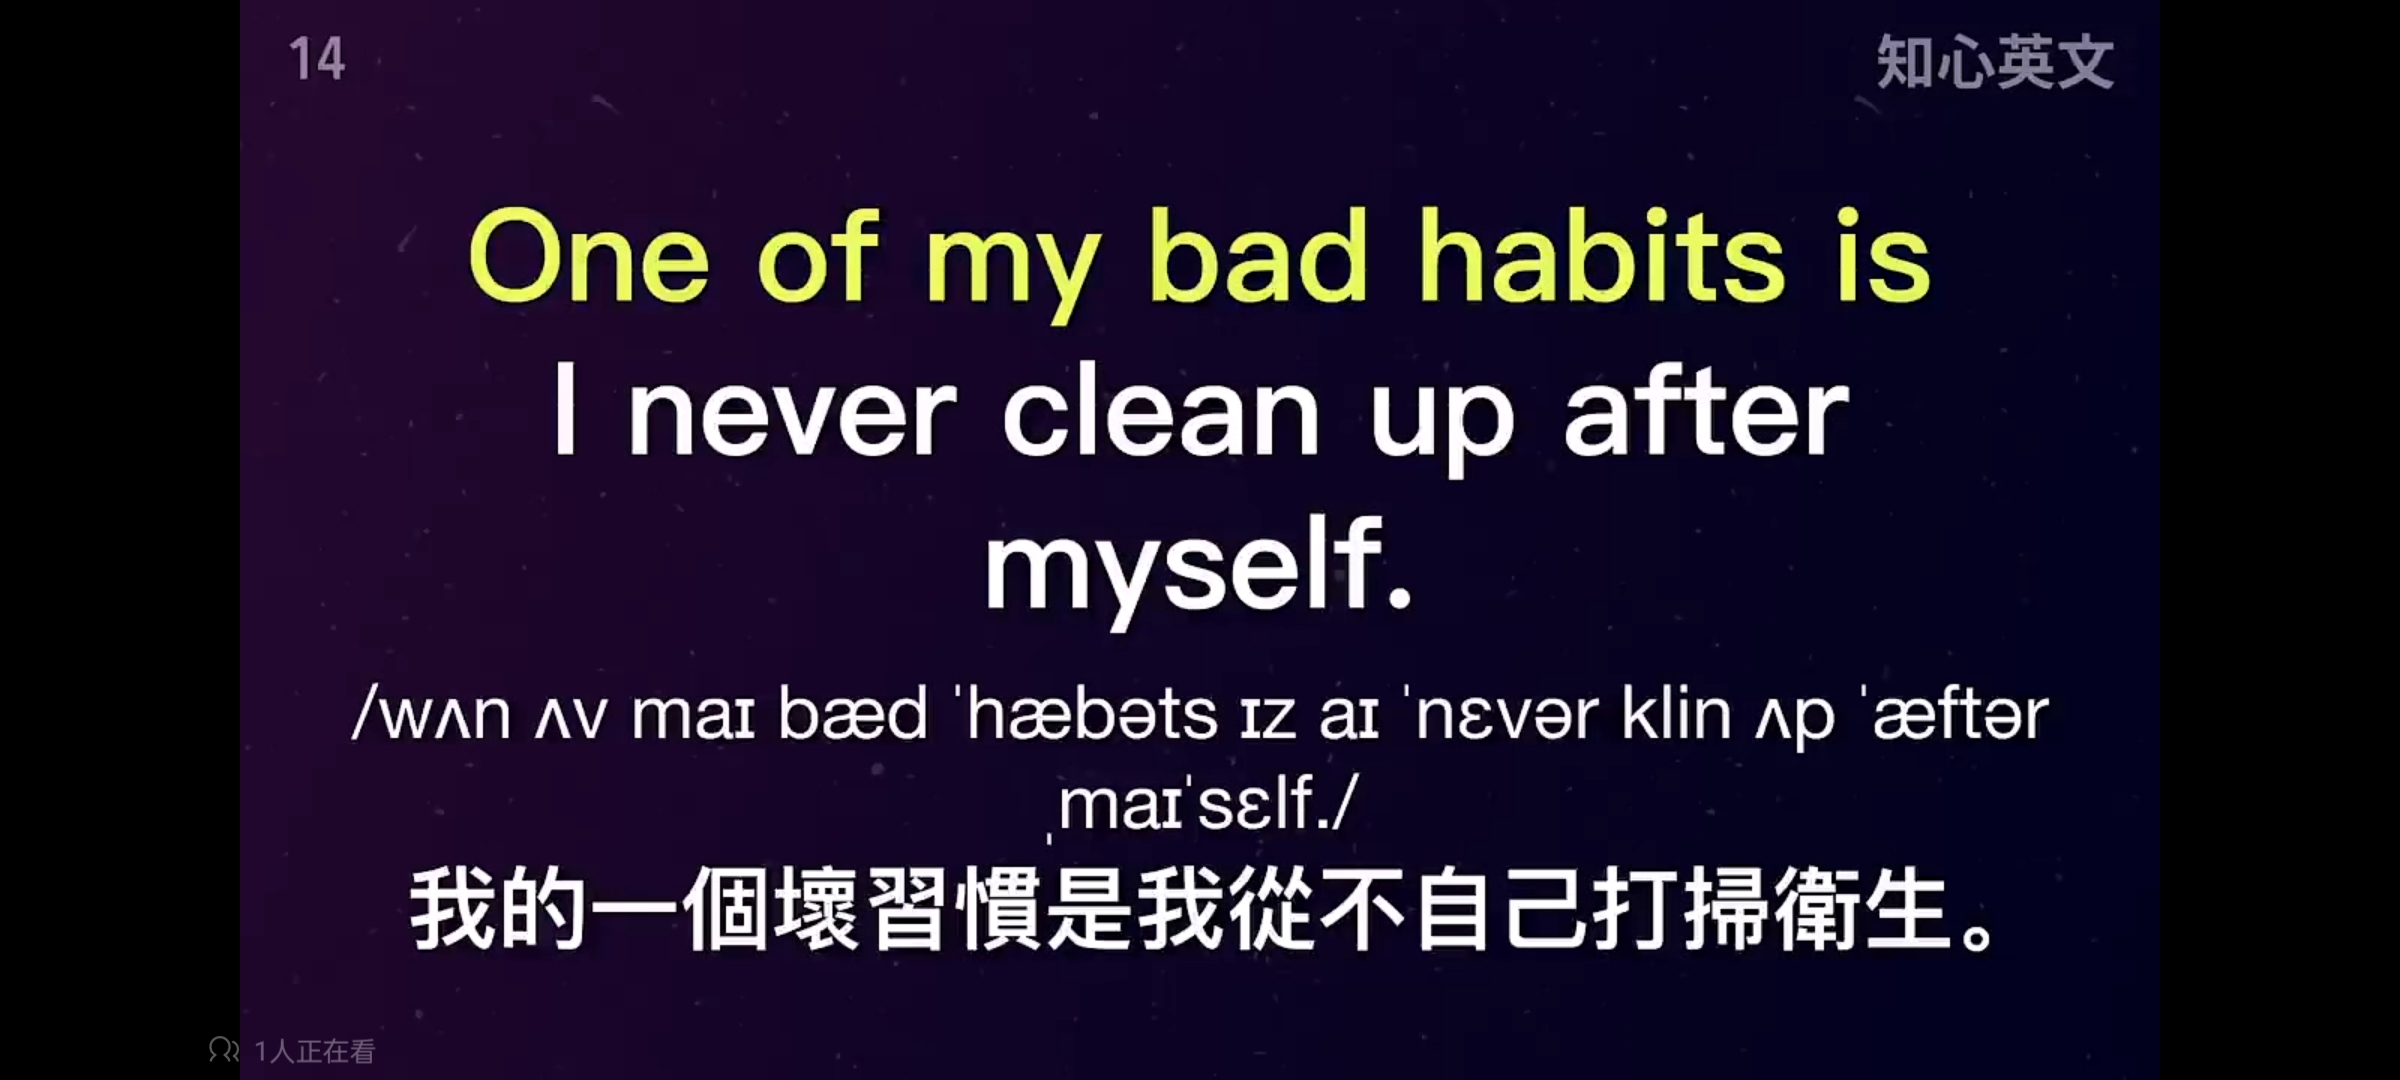 14
知心英文
One of my bad habits is
I never clean up after
myself.
/wʌn ʌv maɪ bæd ˈhæbəts ɪz aɪ ˈnɛvər klin ʌp ˈæftər
ˌmaɪˈsɛlf./
我的一個壞習慣是我從不自己打掃衛生。
1人正在看